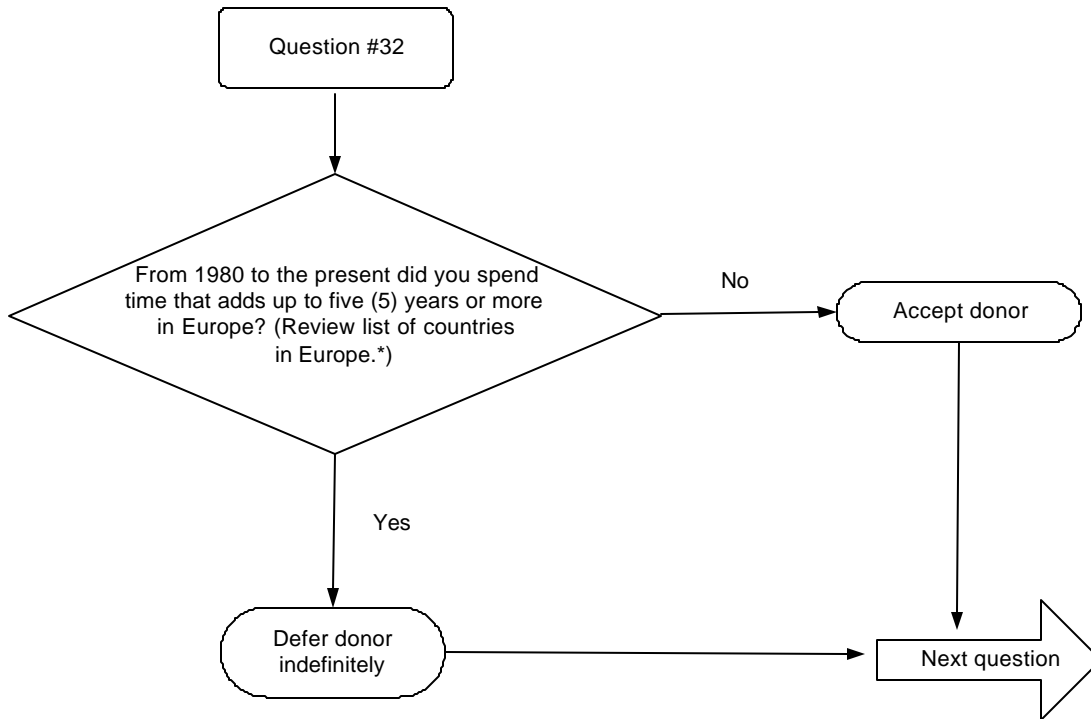 Question #32
From 1980 to the present did you spend
time that adds up to five (5) years or more
in Europe? (Review list of countries
in Europe.*)
No
Accept donor
Yes
Defer donor
indefinitely
Next question